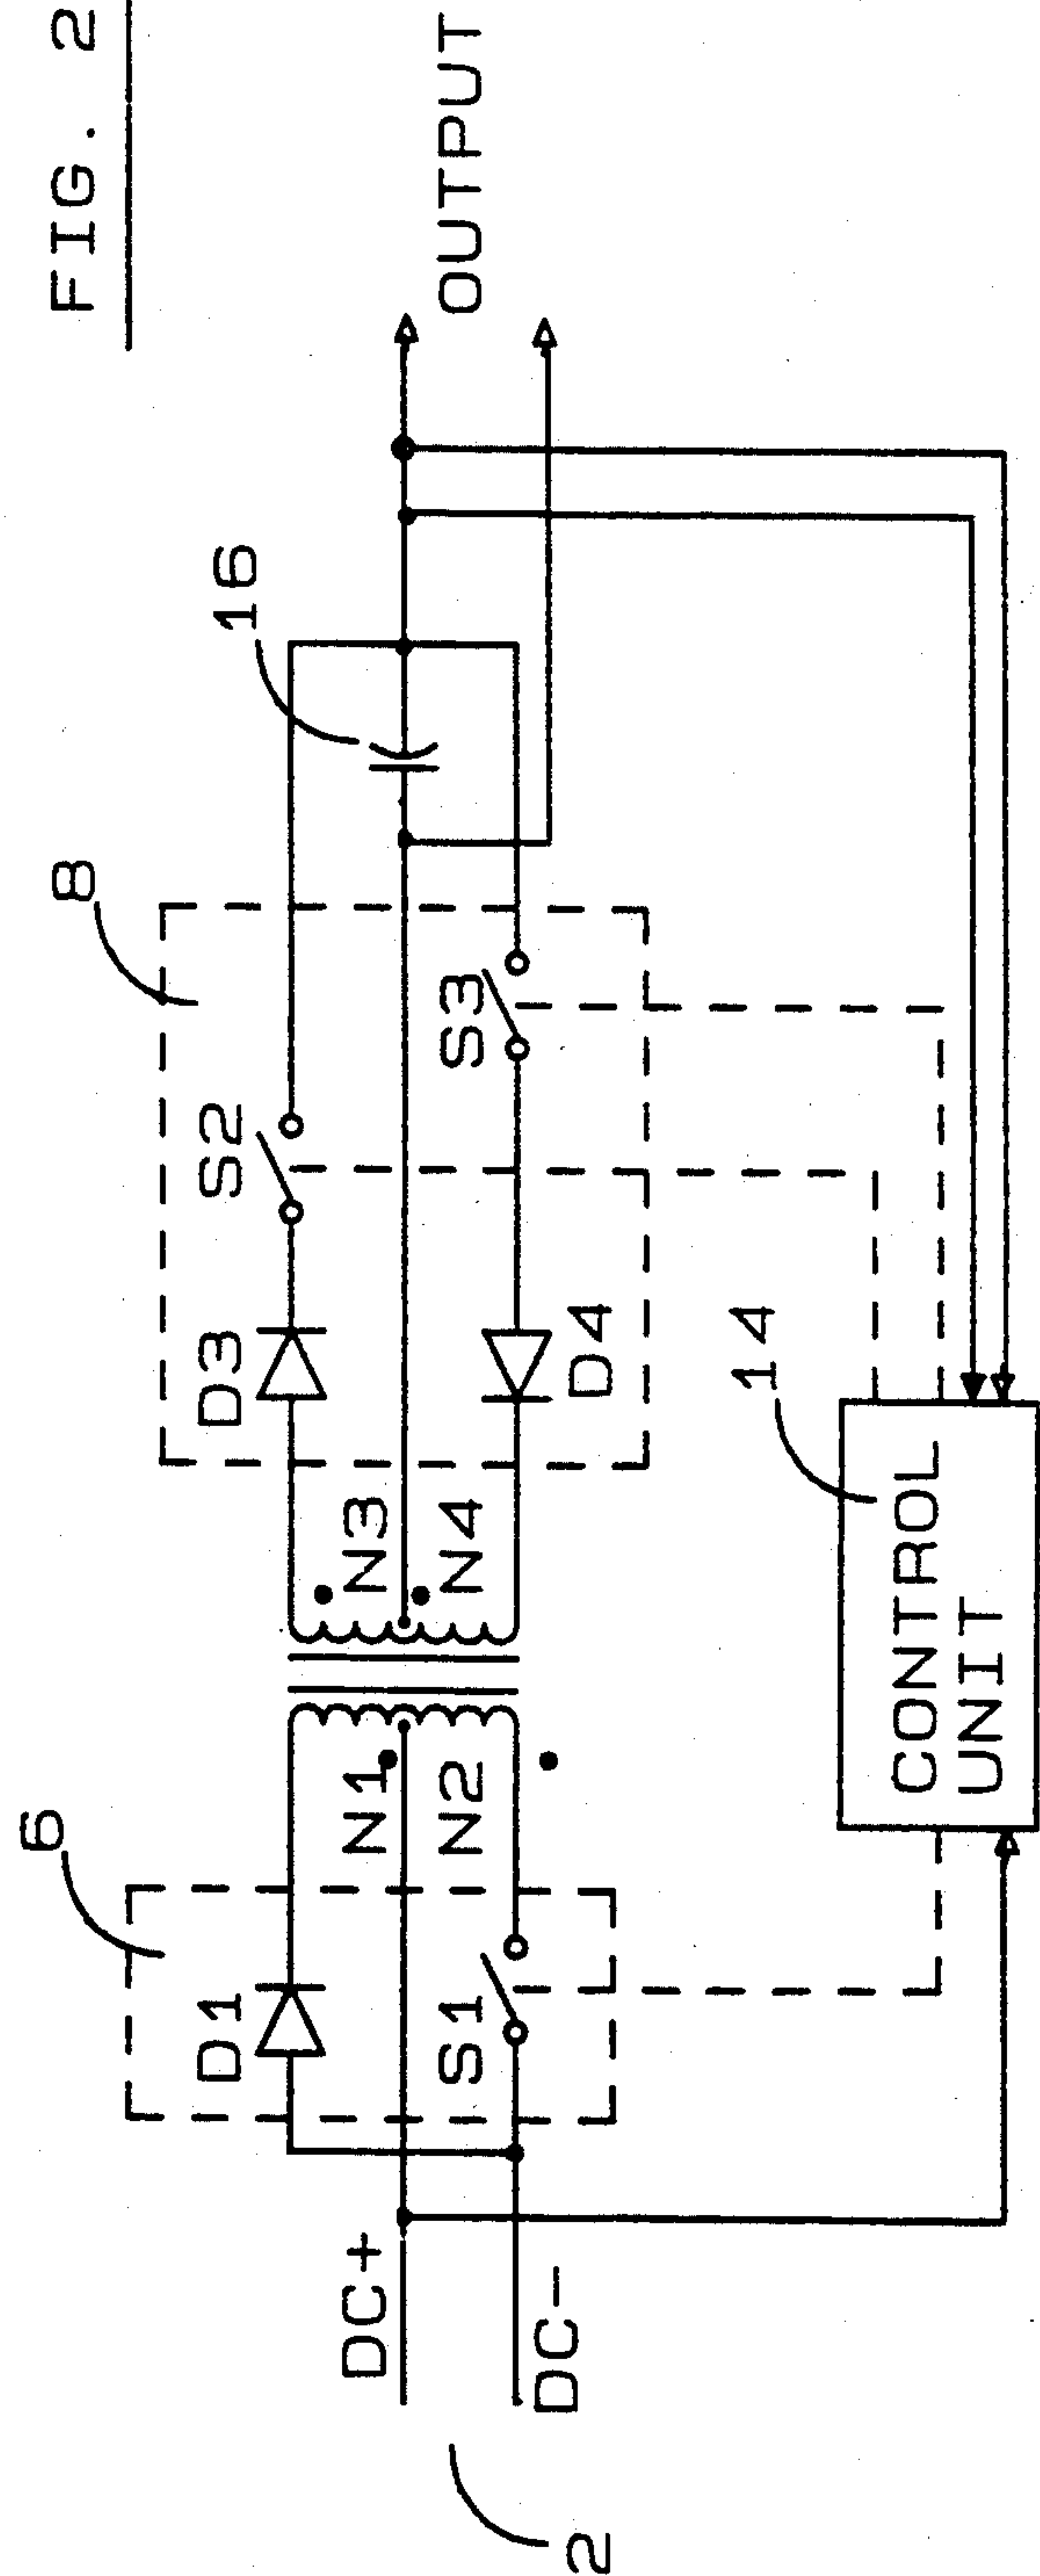 FIG. 2
6
8
16
D1
D3
S2
DC+
N1
N3
OUTPUT
S1
N2
N4
S3
DC-
D4
2
14
CONTROL
UNIT